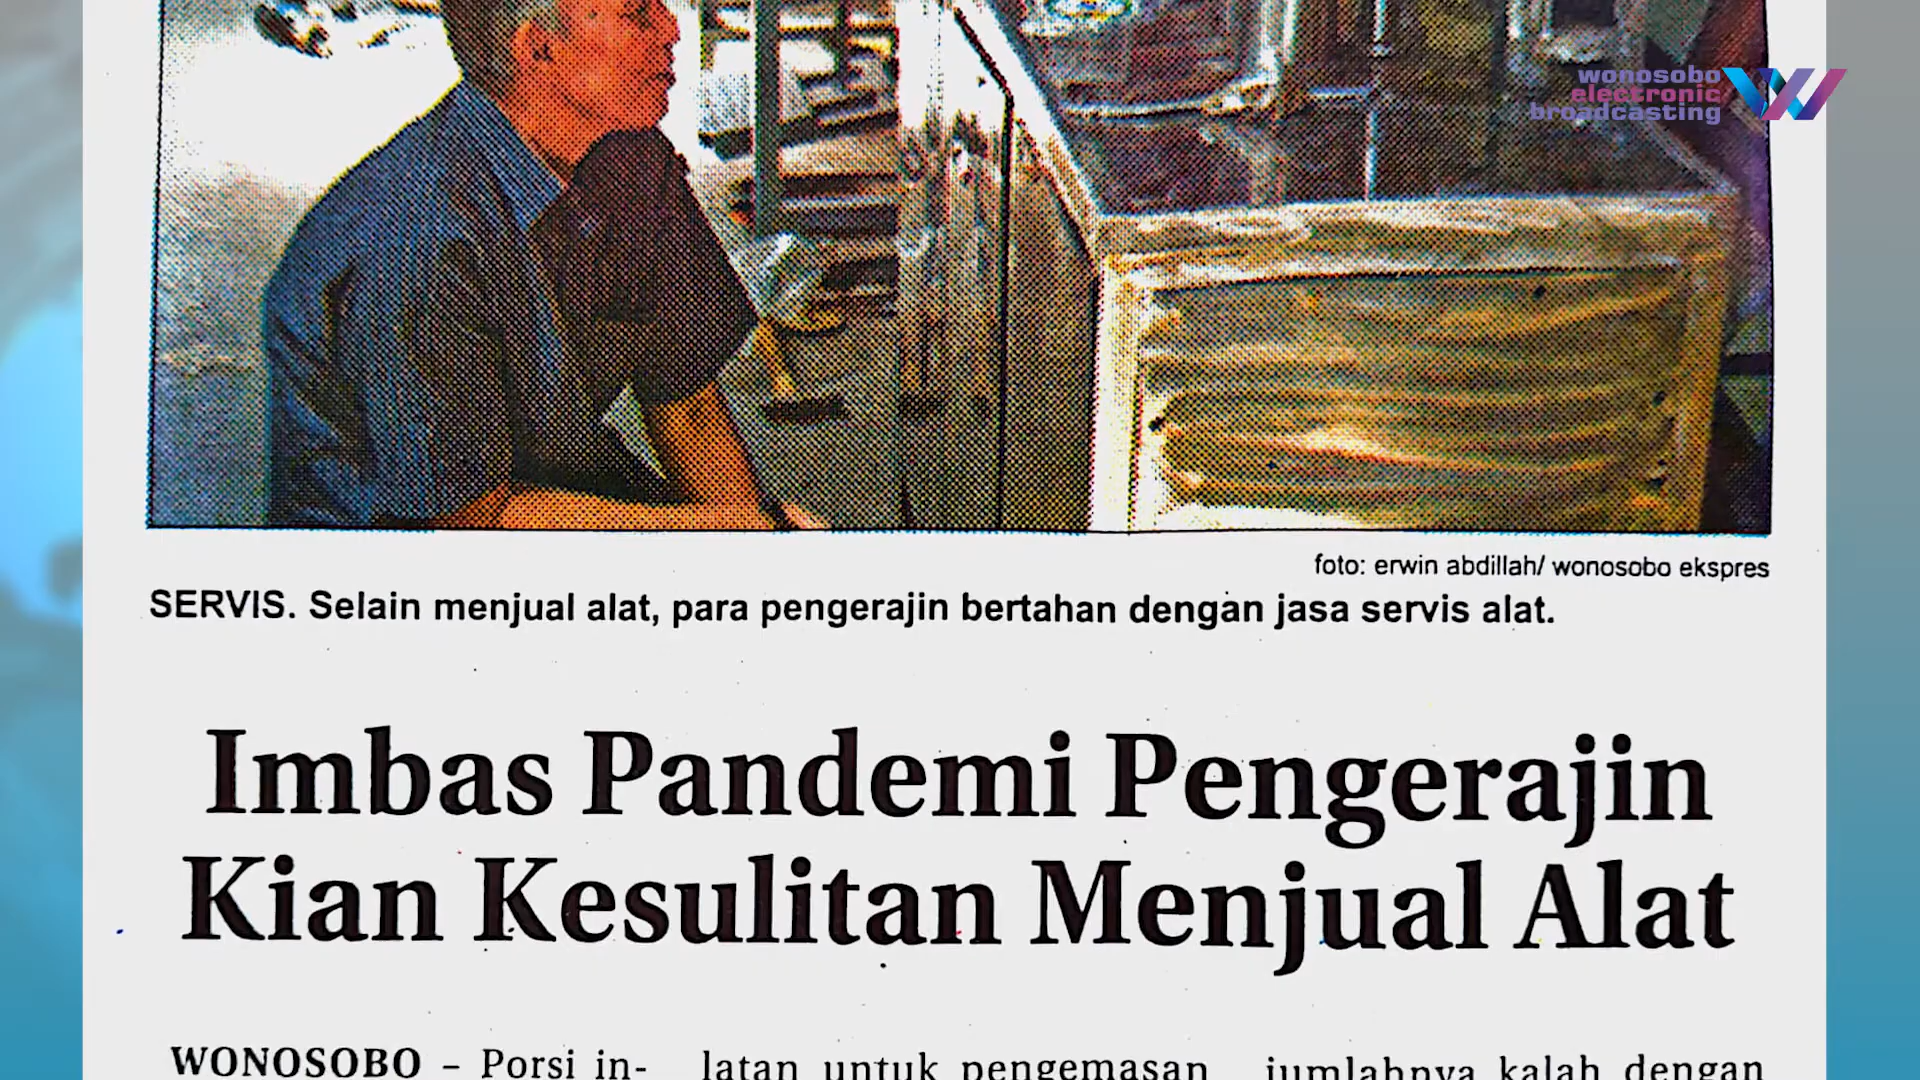 wonosobo
electronic
broadcasting
foto: erwin abdillah/ wonosobo ekspres
SERVIS. Selain menjual alat, para pengerajin bertahan dengan jasa servis alat.
Imbas Pandemi Pengerajin
Kian Kesulitan Menjual Alat
WONOSOBO – Porsi in-
latan untuk pengemasan
jumlahnya kalah dengan